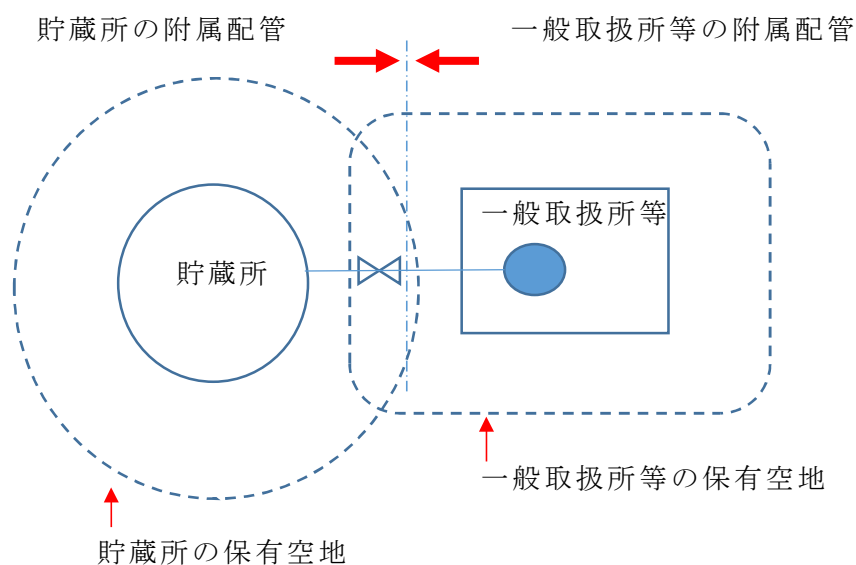 貯蔵所の附属配管
一般取扱所等の附属配管
一般取扱所等
貯蔵所
一般取扱所等の保有空地
貯蔵所の保有空地